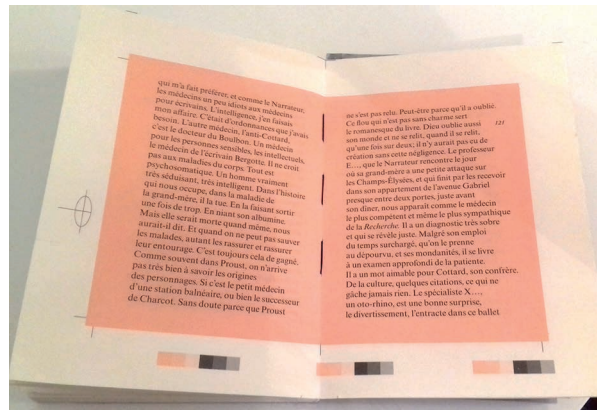 qui m'a fait préférer, et comme le Narrateur,
les médecins un peu idiots aux médecins
pour écrivains. L'intelligence, j'en faisais
mon affaire. C'était d'ordonnances que j'avais
besoin. L'autre médecin, l'anti-Cottard,
c'est le docteur du Boulbon. Un médecin
pour les personnes sensibles, les intellectuels,
le médecin de l'écrivain Bergotte. Il ne croit
pas aux maladies du corps. Tout est
psychosomatique. Un homme vraiment
très séduisant, très intelligent. Dans l'histoire
qui nous occupe, dans la maladie de
la grand-mère, il la tue. En la faisant sortir
une fois de trop. En niant son albumine.
Mais elle serait morte quand même, nous
aurait-il dit. Et quand on ne peut pas sauver
les malades, autant les rassurer et rassurer
leur entourage. C'est toujours cela de gagné.
Comme souvent dans Proust, on n'arrive
pas très bien à savoir les origines
des personnages. Si c'est le petit médecin
d'une station balnéaire, ou bien le successeur
de Charcot. Sans doute parce que Proust
ne s'est pas relu. Peut-être parce qu'il a oublié.
Ce flou qui n'est pas sans charme sert
le romanesque du livre. Dieu oublie aussi
121
son monde et ne se relit, quand il se relit,
qu'une fois sur deux; il n'y aurait pas eu de
création sans cette négligence. Le professeur
E…, que le Narrateur rencontre le jour
où sa grand-mère a une petite attaque sur
les Champs-Élysées, et qui finit par les recevoir
dans son appartement de l'avenue Gabriel
presque entre deux portes, juste avant
son dîner, nous apparaît comme le médecin
le plus compétent et même le plus sympathique
de la Recherche. Il a un diagnostic très sobre
et qui se révèle juste. Malgré son emploi
du temps surchargé, qu'on le prenne
au dépourvu, et ses mondanités, il se livre
à un examen approfondi de la patiente.
Il a un mot aimable pour Cottard, son confrère.
De la culture, quelques citations, ce qui ne
gâche jamais rien. Le spécialiste X…,
un oto-rhino, est une bonne surprise,
le divertissement, l'entracte dans ce ballet